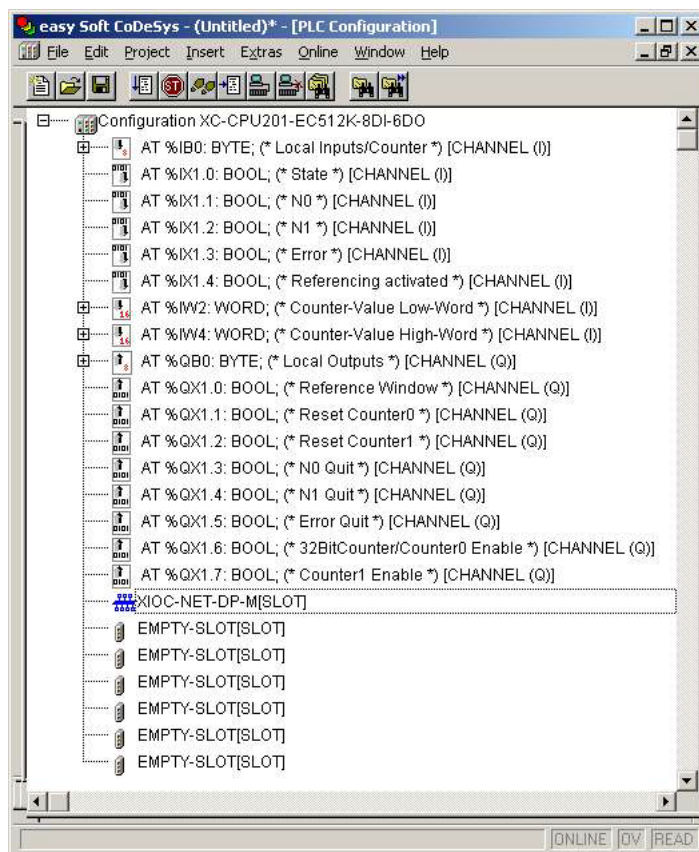 easy Soft CoDeSys - (Untitled)* - [PLC Configuration]
File Edit Project Insert Extras Online Window Help
Configuration XC-CPU201-EC512K-8DI-6DO
AT %IB0: BYTE; (* Local Inputs/Counter *) [CHANNEL (I)]
AT %IX1.0: BOOL; (* State *) [CHANNEL (I)]
AT %IX1.1: BOOL; (* N0 *) [CHANNEL (I)]
AT %IX1.2: BOOL; (* N1 *) [CHANNEL (I)]
AT %IX1.3: BOOL; (* Error *) [CHANNEL (I)]
AT %IX1.4: BOOL; (* Referencing activated *) [CHANNEL (I)]
AT %IW2: WORD; (* Counter-Value Low-Word *) [CHANNEL (I)]
AT %IW4: WORD; (* Counter-Value High-Word *) [CHANNEL (I)]
AT %QB0: BYTE; (* Local Outputs *) [CHANNEL (Q)]
AT %QX1.0: BOOL; (* Reference Window *) [CHANNEL (Q)]
AT %QX1.1: BOOL; (* Reset Counter0 *) [CHANNEL (Q)]
AT %QX1.2: BOOL; (* Reset Counter1 *) [CHANNEL (Q)]
AT %QX1.3: BOOL; (* N0 Quit *) [CHANNEL (Q)]
AT %QX1.4: BOOL; (* N1 Quit *) [CHANNEL (Q)]
AT %QX1.5: BOOL; (* Error Quit *) [CHANNEL (Q)]
AT %QX1.6: BOOL; (* 32BitCounter/Counter0 Enable *) [CHANNEL (Q)]
AT %QX1.7: BOOL; (* Counter1 Enable *) [CHANNEL (Q)]
XIOC-NET-DP-M[SLOT]
EMPTY-SLOT[SLOT]
EMPTY-SLOT[SLOT]
EMPTY-SLOT[SLOT]
EMPTY-SLOT[SLOT]
EMPTY-SLOT[SLOT]
EMPTY-SLOT[SLOT]
ONLINE OV READ